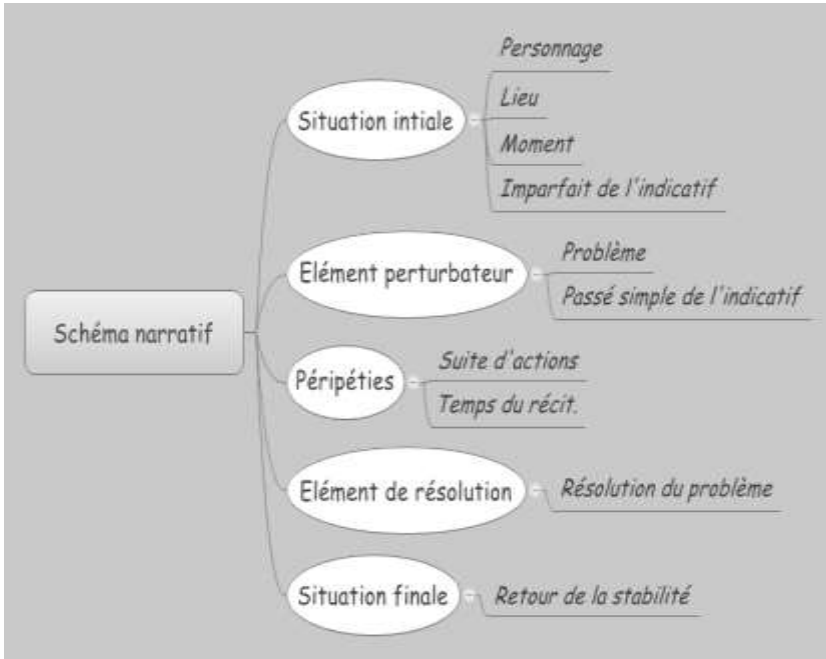 Schéma narratif
Situation intiale
Personnage
Lieu
Moment
Imparfait de l'indicatif
Elément perturbateur
Problème
Passé simple de l'indicatif
Péripéties
Suite d'actions
Temps du récit.
Elément de résolution
Résolution du problème
Situation finale
Retour de la stabilité